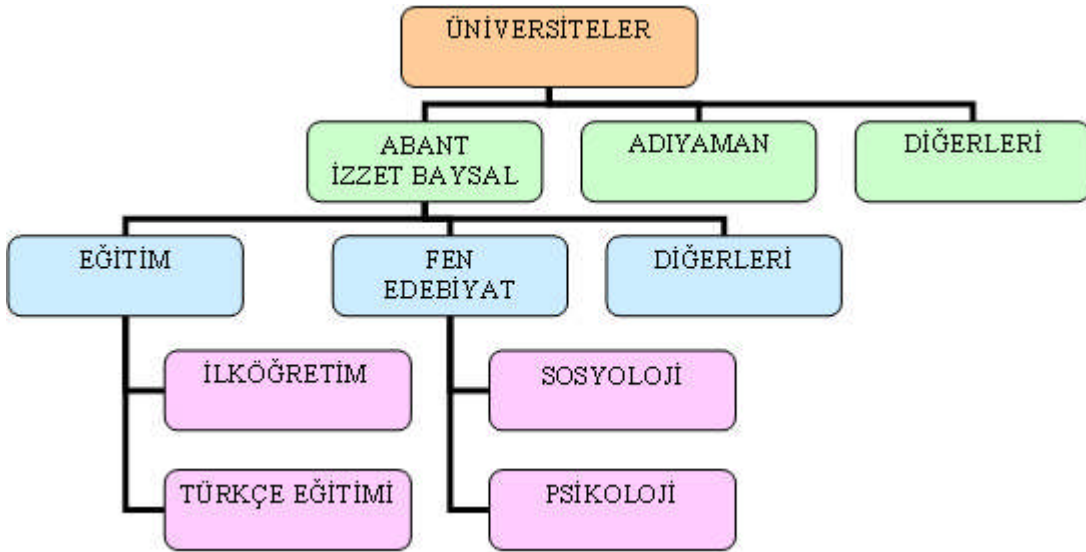 ÜNİVERSİTELER
ABANT
İZZET BAYSAL
ADIYAMAN
DİĞERLERİ
EĞİTİM
FEN
EDEBİYAT
DİĞERLERİ
İLKÖĞRETİM
SOSYOLOJİ
TÜRKÇE EĞİTİMİ
PSİKOLOJİ